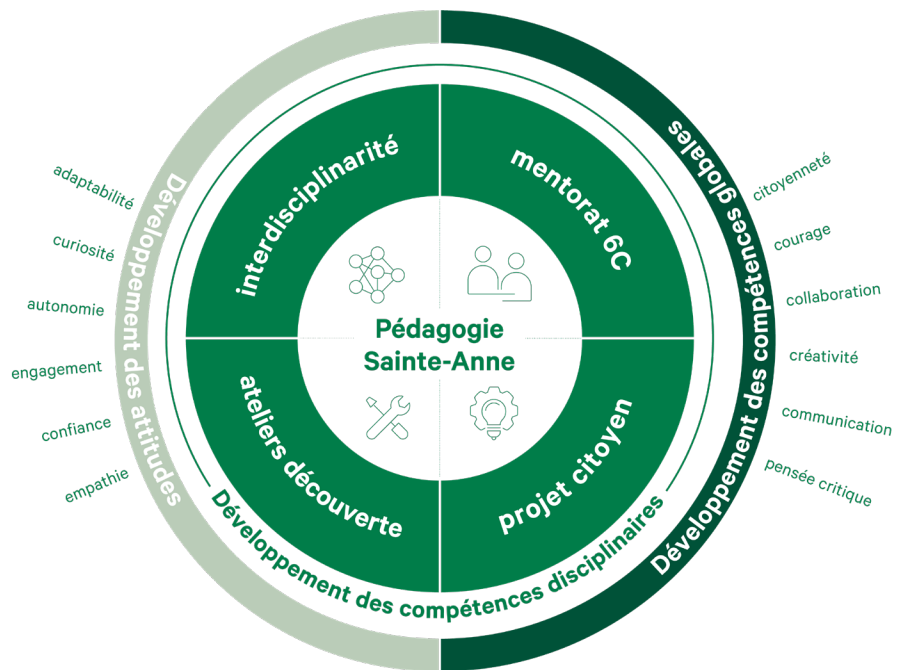 Pédagogie
Sainte-Anne
interdisciplinarité
mentorat 6C
ateliers découverte
projet citoyen
Développement des compétences disciplinaires
Développement des attitudes
adaptabilité
curiosité
autonomie
engagement
confiance
empathie
Développement des compétences globales
citoyenneté
courage
collaboration
créativité
communication
pensée critique